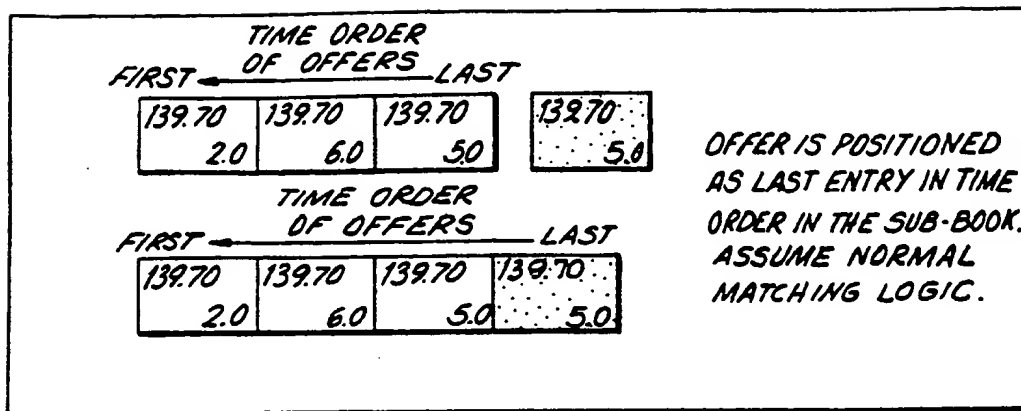 TIME ORDER
OF OFFERS
FIRST LAST
139.70 139.70 139.70 139.70
2.0 6.0 5.0 5.0
TIME ORDER
OF OFFERS
FIRST LAST
139.70 139.70 139.70 139.70
2.0 6.0 5.0 5.0
OFFER IS POSITIONED
AS LAST ENTRY IN TIME
ORDER IN THE SUB-BOOK.
ASSUME NORMAL
MATCHING LOGIC.